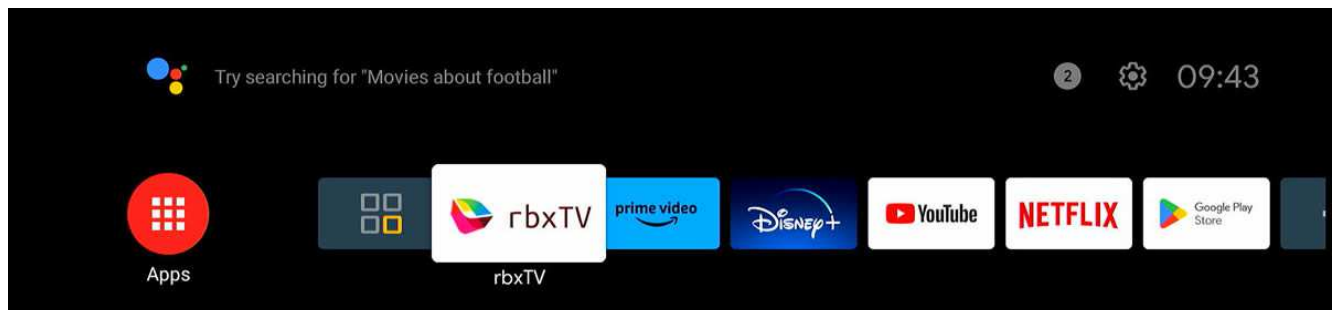 Try searching for "Movies about football"
2
09:43
rbxTV
prime video
Disney+
YouTube
NETFLIX
Google Play
Store
Apps
rbxTV